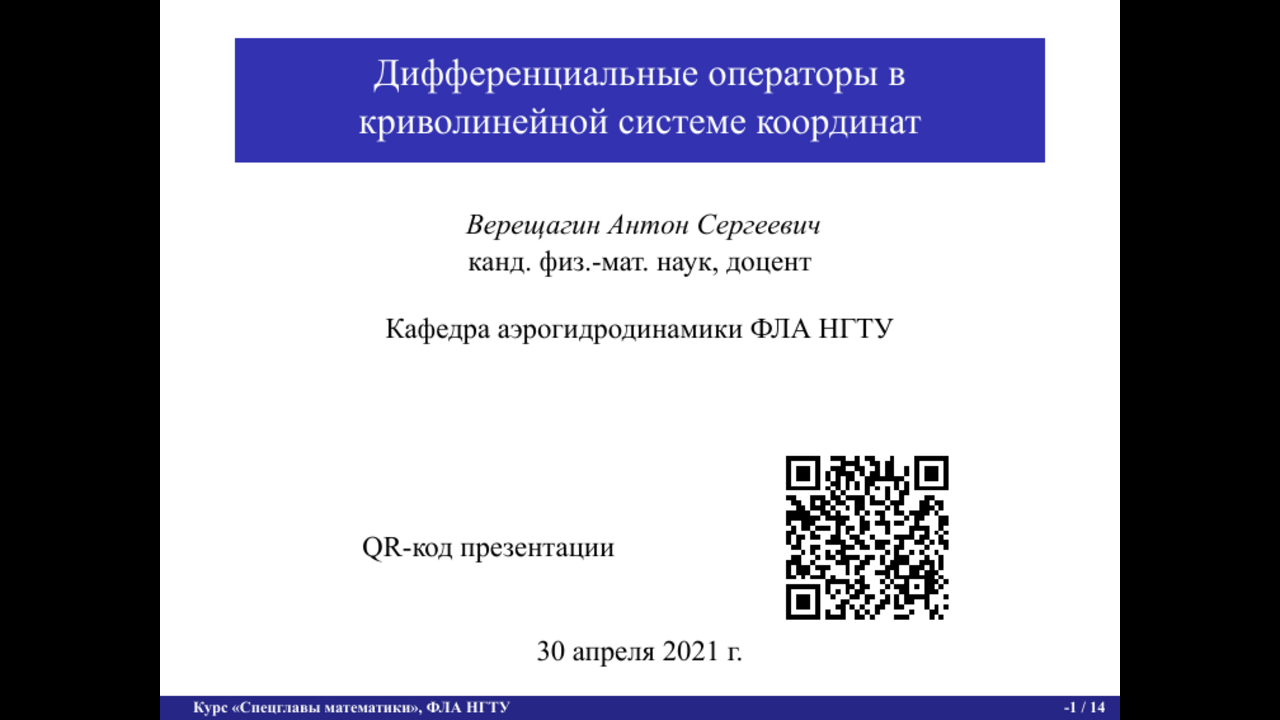 Дифференциальные операторы в
криволинейной системе координат
Верещагин Антон Сергеевич
канд. физ.-мат. наук, доцент
Кафедра аэрогидродинамики ФЛА НГТУ
QR-код презентации
30 апреля 2021 г.
Курс «Спецглавы математики», ФЛА НГТУ
-1 / 14